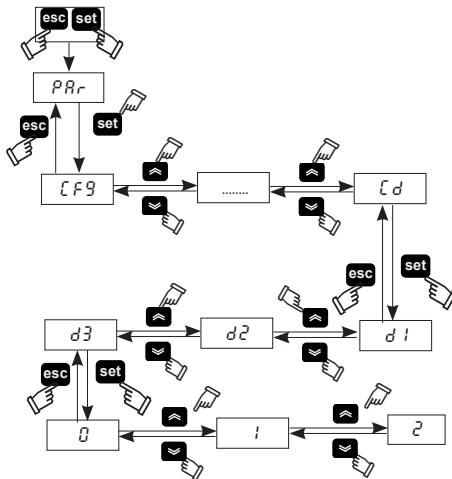 esc set
PAr
esc set
CF9 ........ Cd
esc set
d3 d2 d1
esc set
0 1 2